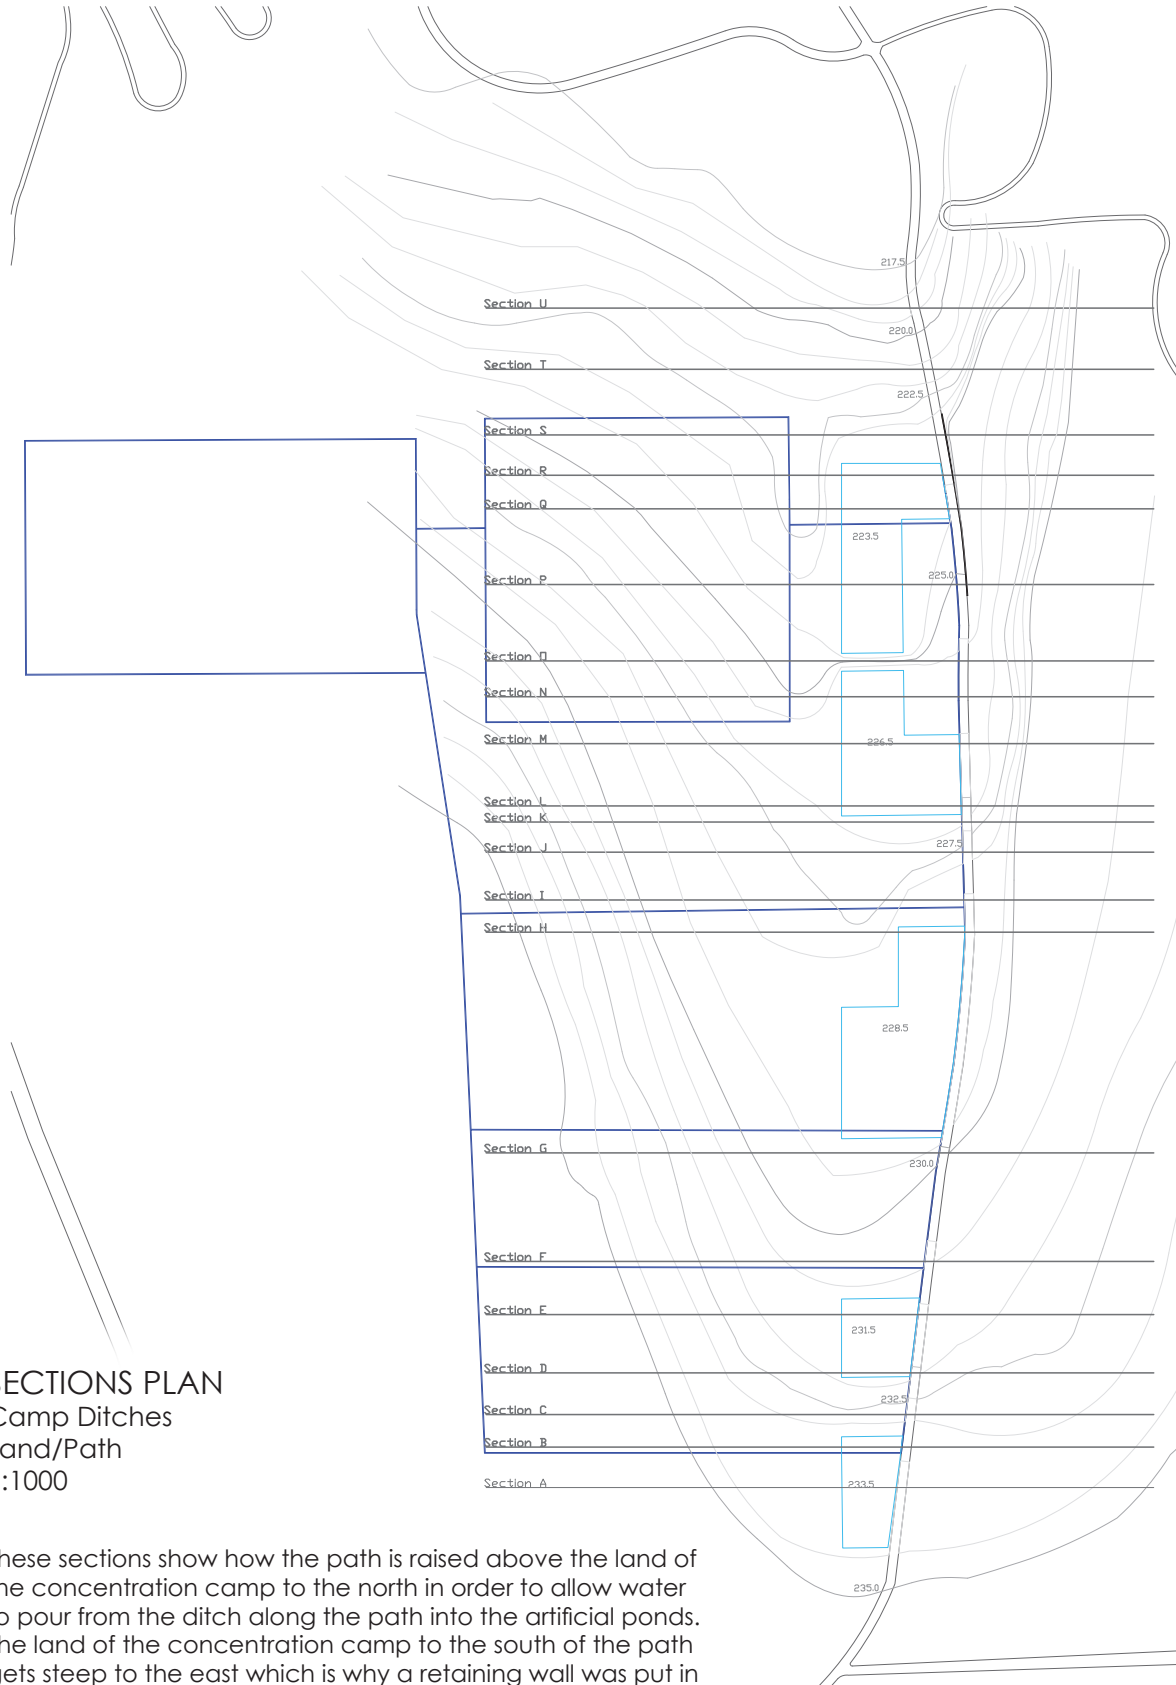 217.5
Section U
220.0
Section T
222.5
Section S
Section R
Section Q
223.5
225.0
Section P
Section O
Section N
226.5
Section M
Section L
Section K
227.5
Section J
Section I
Section H
228.5
Section G
230.0
Section F
Section E
231.5
Section D
232.5
Section C
Section B
Section A
233.5
235.0
SECTIONS PLAN
Camp Ditches
Land/Path
:1000
hese sections show how the path is raised above the land of
he concentration camp to the north in order to allow water
o pour from the ditch along the path into the artificial ponds.
he land of the concentration camp to the south of the path
gets steep to the east which is why a retaining wall was put in